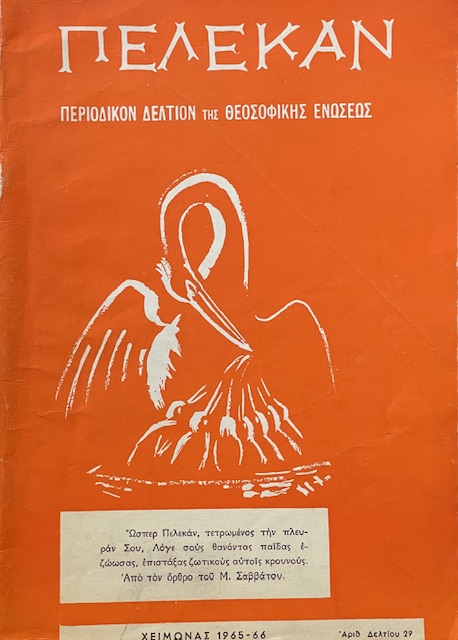 ΠΕΛΕΚΑΝ
ΠΕΡΙΟΔΙΚΟΝ ΔΕΛΤΙΟΝ της ΘΕΟΣΟΦΙΚΗΣ ΕΝΩΣΕΩΣ
Ὥσπερ Πελεκάν, τετρωμένος τὴν πλευ-
ράν Σου, Λόγε σοὺς θανόντας παῖδας ἐ-
ζώωσας, ἐπιστάξας ζωτικοὺς αὐτοῖς κρουνούς.
Ἀπὸ τὸν ὄρθρο τοῦ Μ. Σαββάτου.
ΧΕΙΜΩΝΑΣ 1965-66
Ἀριθ Δελτίου 29